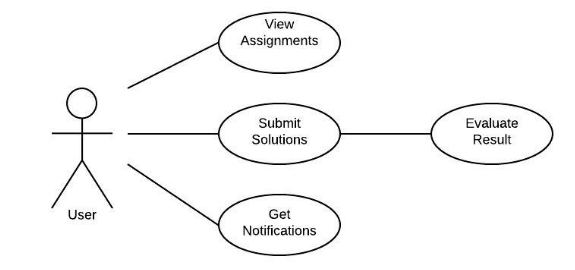 View
Assignments
Submit
Solutions
Evaluate
Result
User
Get
Notifications